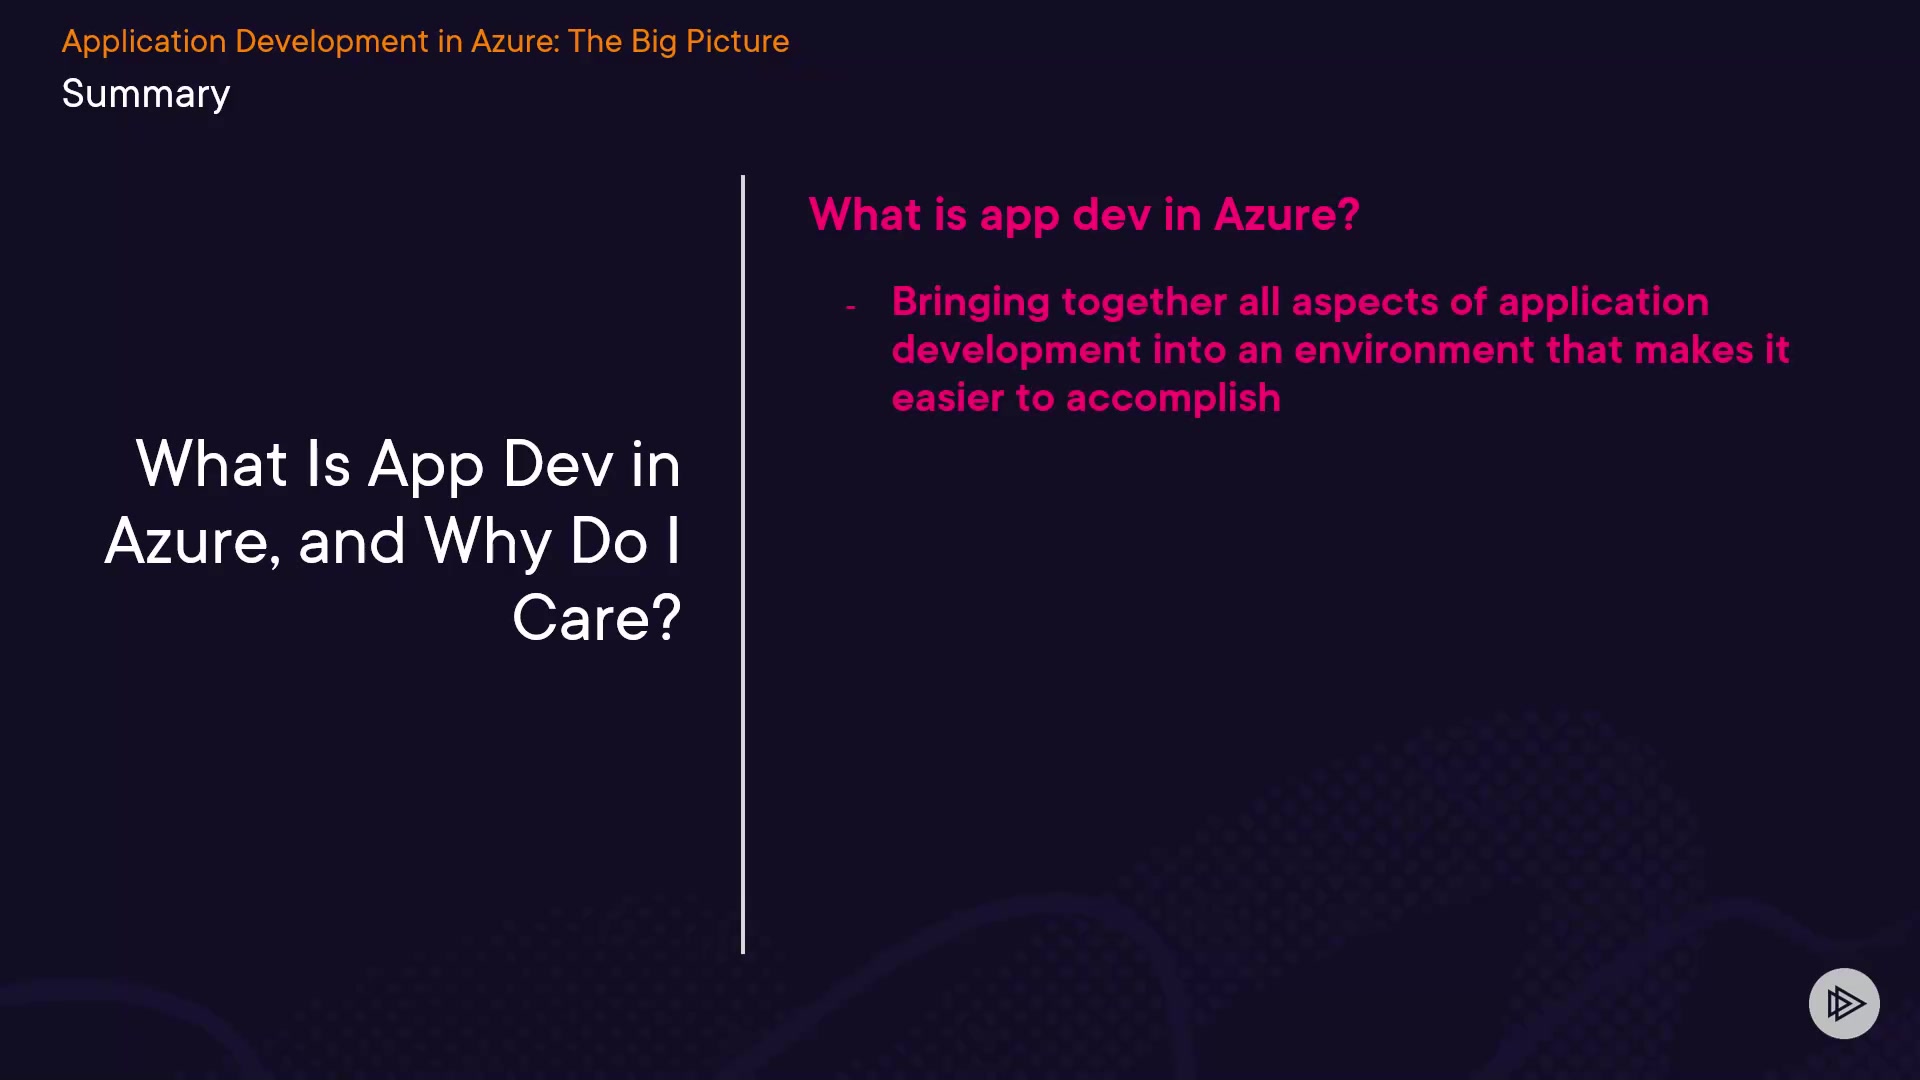 Application Development in Azure: The Big Picture
Summary
What Is App Dev in
Azure, and Why Do I
Care?
What is app dev in Azure?
- Bringing together all aspects of application
development into an environment that makes it
easier to accomplish